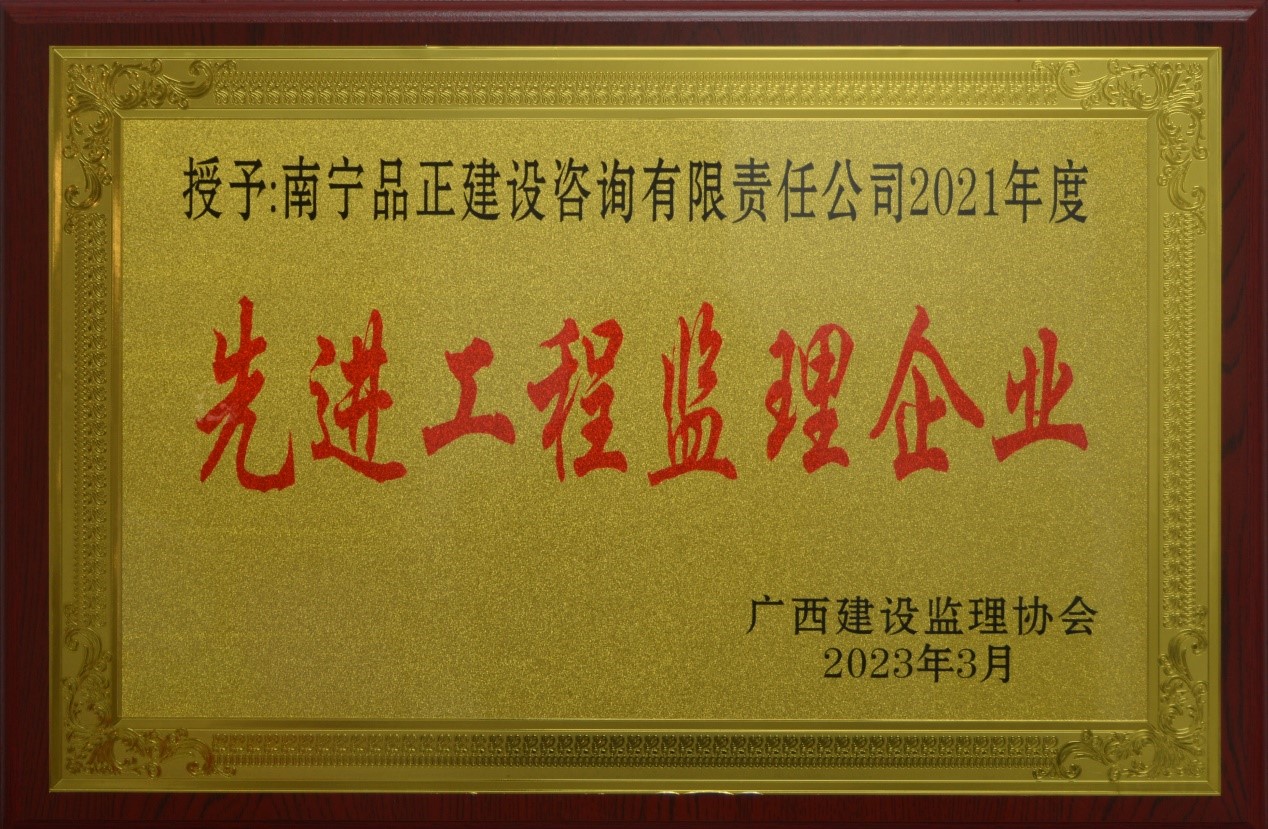 授予:南宁品正建设咨询有限责任公司2021年度
先进工程监理企业
广西建设监理协会
2023年3月